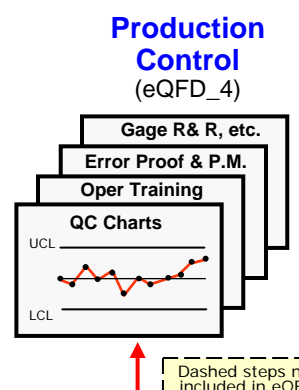 Production
Control
(eQFD_4)
Gage R& R, etc.
Error Proof & P.M.
Oper Training
QC Charts
UCL
LCL
Dashed steps
included in